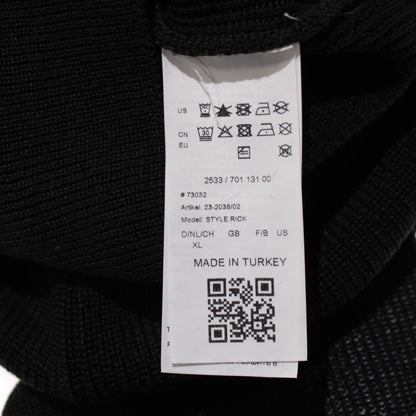 US
CN
30
EU
2533 / 701 131 00
# 73032
Artikel: 23-2038/02
Modell: STYLE.RICK
D/NL/CH GB F/B US
XL
MADE IN TURKEY